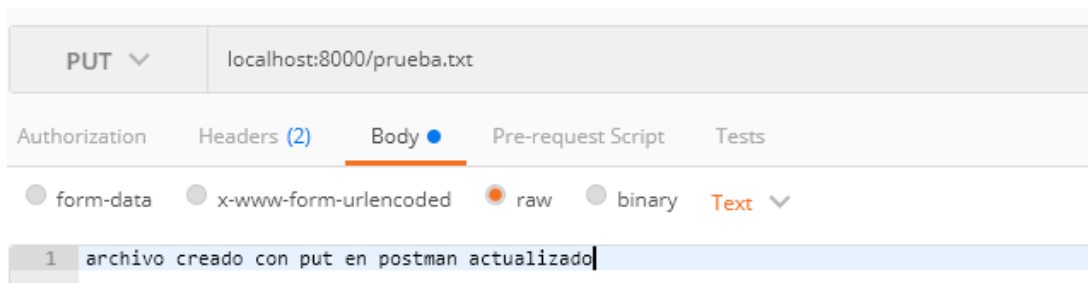 PUT localhost:8000/prueba.txt
Authorization Headers (2) Body Pre-request Script Tests
form-data x-www-form-urlencoded raw binary Text
1 archivo creado con put en postman actualizado